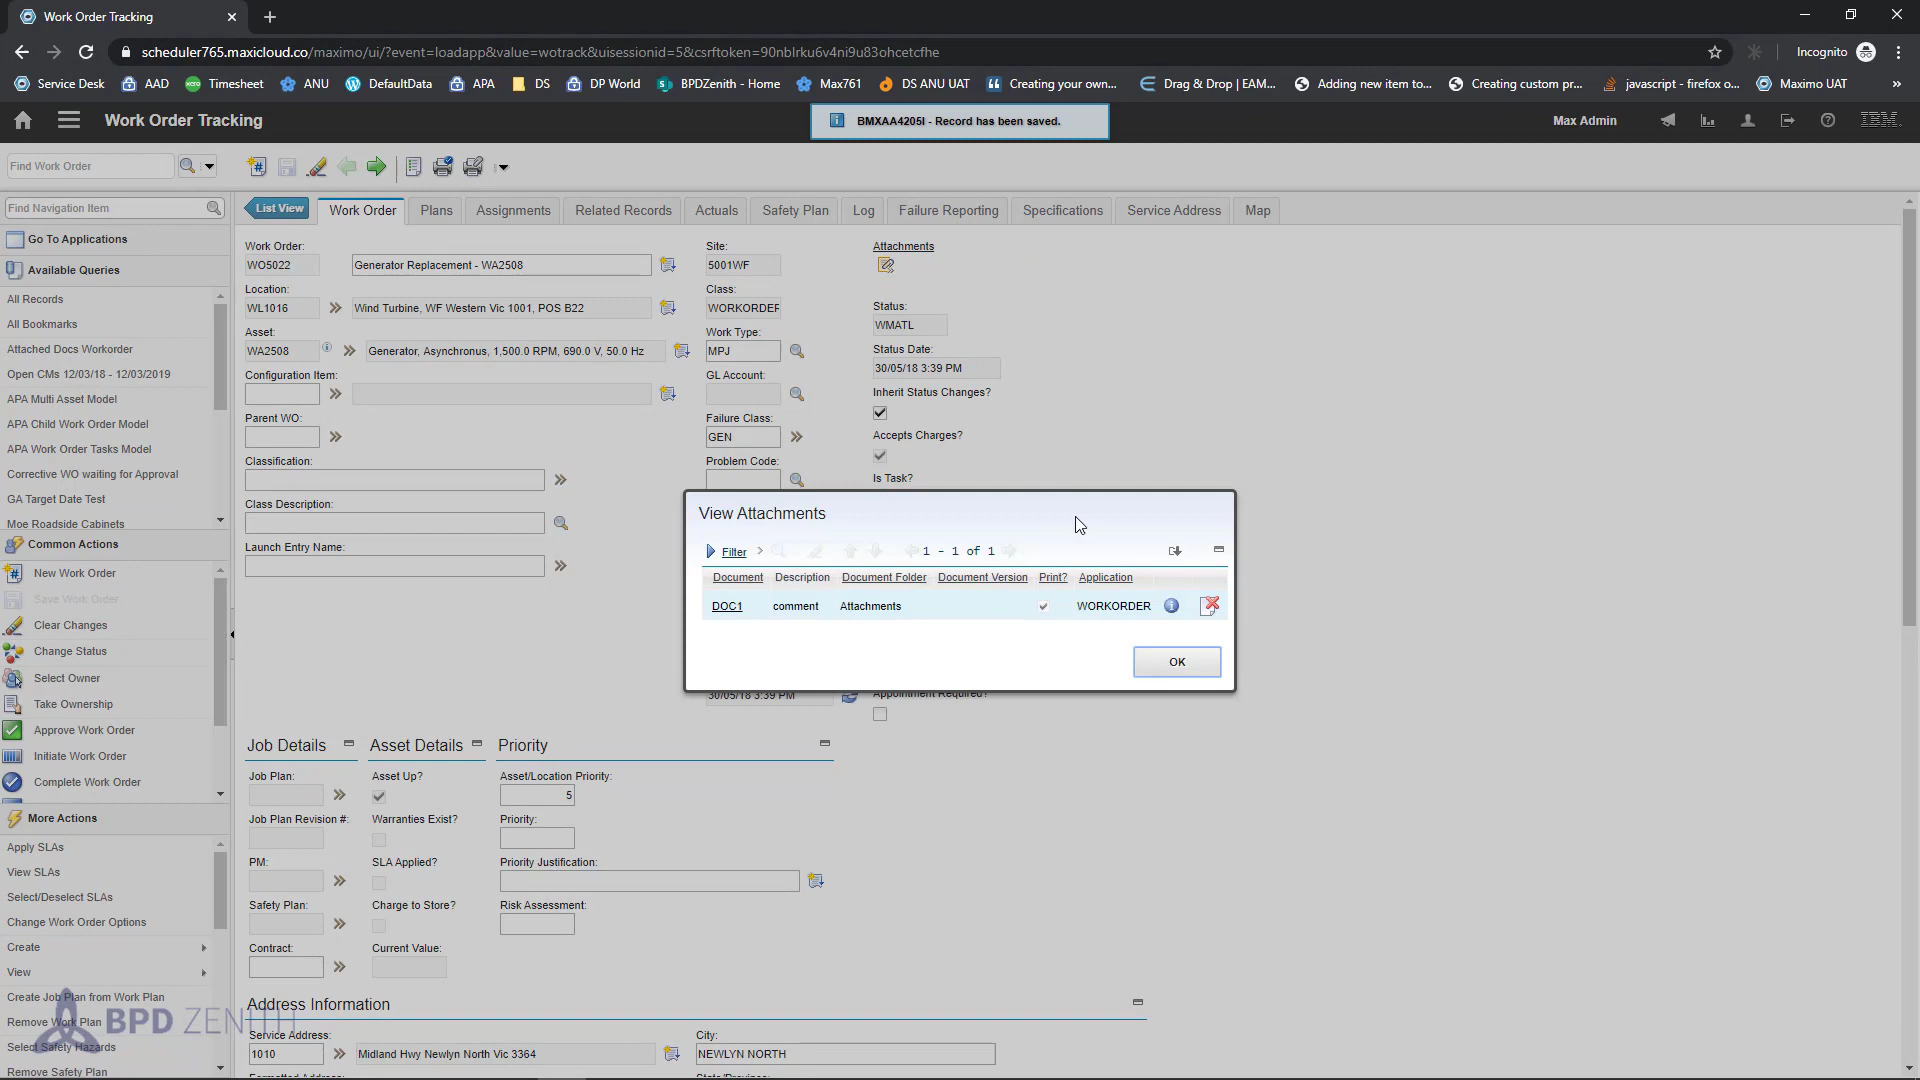 Work Order Tracking
scheduler765.maxicloud.co/maximo/ui/?event=loadapp&value=wotrack&uisessionid=5&csrftoken=90nblrku6v4ni9u83ohcetcfhe
Incognito
Service Desk AAD Timesheet ANU DefaultData APA DS DP World BPDZenith - Home Max761 DS ANU UAT Creating your own... Drag & Drop | EAM... Adding new item to... Creating custom pr... javascript - firefox o... Maximo UAT »
Work Order Tracking
BMXAA4205I - Record has been saved.
Max Admin
IBM
Find Work Order
Find Navigation Item
Go To Applications
Available Queries
All Records
All Bookmarks
Attached Docs Workorder
Open CMs 12/03/18 - 12/03/2019
APA Multi Asset Model
APA Child Work Order Model
APA Work Order Tasks Model
Corrective WO waiting for Approval
GA Target Date Test
Moe Roadside Cabinets
Common Actions
New Work Order
Save Work Order
Clear Changes
Change Status
Select Owner
Take Ownership
Approve Work Order
Initiate Work Order
Complete Work Order
More Actions
Apply SLAs
View SLAs
Select/Deselect SLAs
Change Work Order Options
Create
View
Create Job Plan from Work Plan
Remove Work Plan
Select Safety Hazards
Remove Safety Plan
BPD ZENITH
List View Work Order Plans Assignments Related Records Actuals Safety Plan Log Failure Reporting Specifications Service Address Map
Work Order:
WO5022 Generator Replacement - WA2508
Location:
WL1016 Wind Turbine, WF Western Vic 1001, POS B22
Asset:
WA2508 Generator, Asynchronus, 1,500.0 RPM, 690.0 V, 50.0 Hz
Configuration Item:
Parent WO:
Classification:
Class Description:
Launch Entry Name:
Site:
5001WF
Class:
WORKORDER
Work Type:
MPJ
GL Account:
Failure Class:
GEN
Problem Code:
30/05/18 3:39 PM
Attachments
Status:
WMATL
Status Date:
30/05/18 3:39 PM
Inherit Status Changes?
Accepts Charges?
Is Task?
Appointment Required?
View Attachments
Filter 1 - 1 of 1
Document Description Document Folder Document Version Print? Application
DOC1 comment Attachments WORKORDER
OK
Job Details Asset Details Priority
Job Plan: Asset Up? Asset/Location Priority:
5
Job Plan Revision #: Warranties Exist? Priority:
PM: SLA Applied? Priority Justification:
Safety Plan: Charge to Store? Risk Assessment:
Contract: Current Value:
Address Information
Service Address: City:
1010 Midland Hwy Newlyn North Vic 3364 NEWLYN NORTH